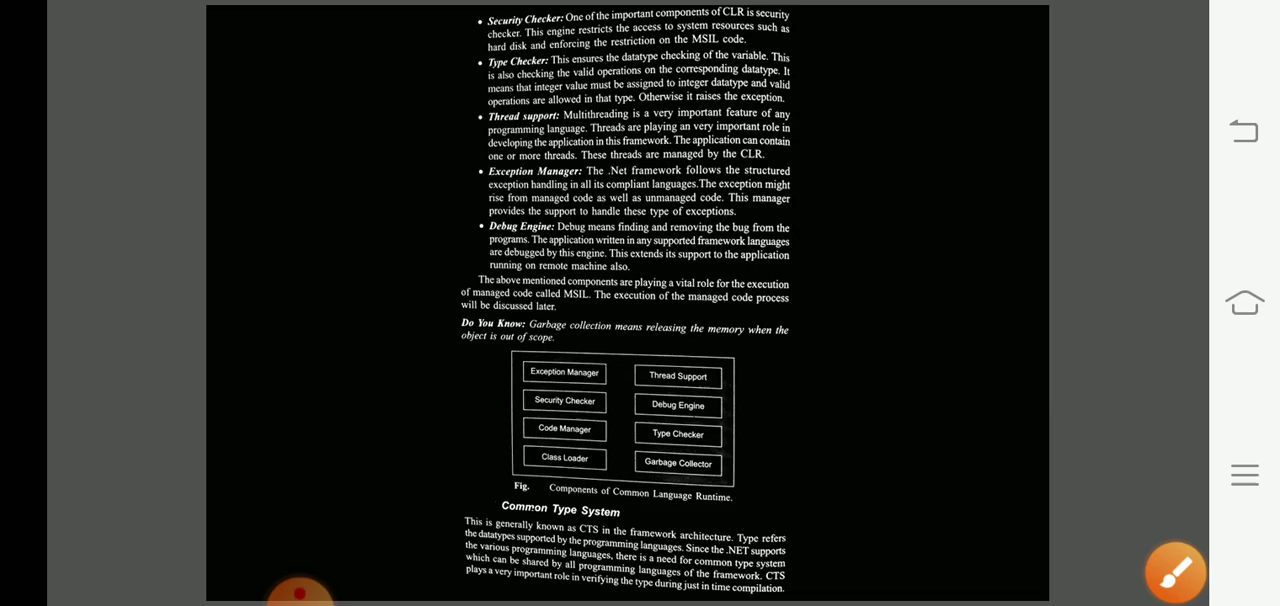 • Security Checker: One of the important components of CLR is security
checker. This engine restricts the access to system resources such as
hard disk and enforcing the restriction on the MSIL code.
• Type Checker: This ensures the datatype checking of the variable. This
is also checking the valid operations on the corresponding datatype. It
means that integer value must be assigned to integer datatype and valid
operations are allowed in that type. Otherwise it raises the exception.
• Thread support: Multithreading is a very important feature of any
programming language. Threads are playing an very important role in
developing the application in this framework. The application can contain
one or more threads. These threads are managed by the CLR.
• Exception Manager: The .Net framework follows the structured
exception handling in all its compliant languages.The exception might
rise from managed code as well as unmanaged code. This manager
provides the support to handle these type of exceptions.
• Debug Engine: Debug means finding and removing the bug from the
programs. The application written in any supported framework languages
are debugged by this engine. This extends its support to the application
running on remote machine also.
The above mentioned components are playing a vital role for the execution
of managed code called MSIL. The execution of the managed code process
will be discussed later.
Do You Know: Garbage collection means releasing the memory when the
object is out of scope.
Exception Manager
Thread Support
Security Checker
Debug Engine
Code Manager
Type Checker
Class Loader
Garbage Collector
Fig. Components of Common Language Runtime.
Common Type System
This is generally known as CTS in the framework architecture. Type refers
the datatypes supported by the programming languages. Since the .NET supports
the various programming languages, there is a need for common type system
which can be shared by all programming languages of the framework. CTS
plays a very important role in verifying the type during just in time compilation.